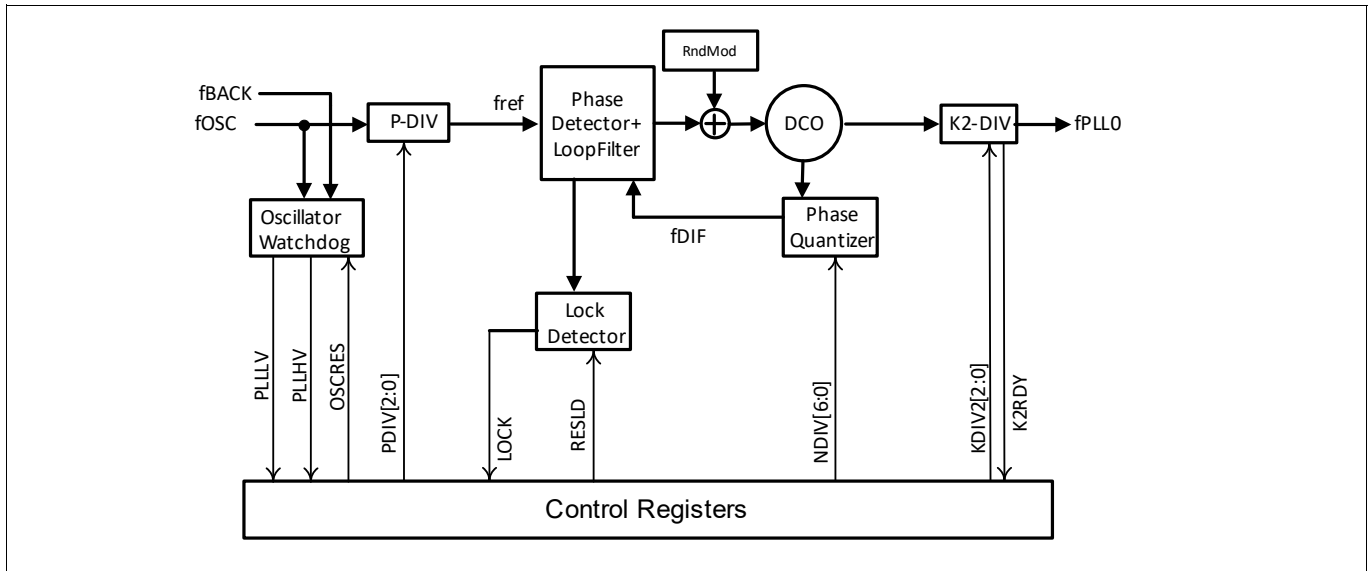 RndMod
fBACK
fOSC
P-DIV
fref
Phase
Detector+
LoopFilter
DCO
K2-DIV
fPLL0
Oscillator
Watchdog
fDIF
Phase
Quantizer
Lock
Detector
PLLLV
PLLHV
OSCRES
PDIV[2:0]
LOCK
RESLD
NDIV[6:0]
KDIV2[2:0]
K2RDY
Control Registers